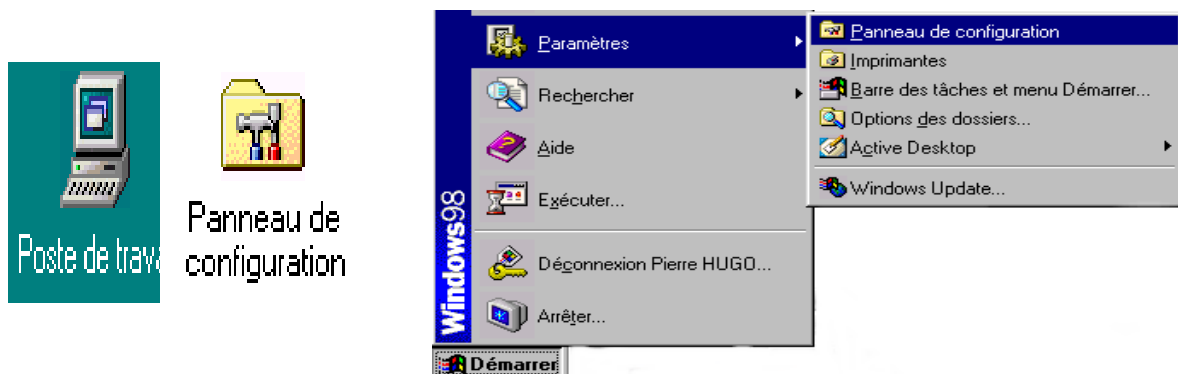 Poste de trava
Panneau de
configuration
Windows98
Paramètres
Rechercher
Aide
Exécuter...
Déconnexion Pierre HUGO...
Arrêter...
Démarrer
Panneau de configuration
Imprimantes
Barre des tâches et menu Démarrer...
Options des dossiers...
Active Desktop
Windows Update...